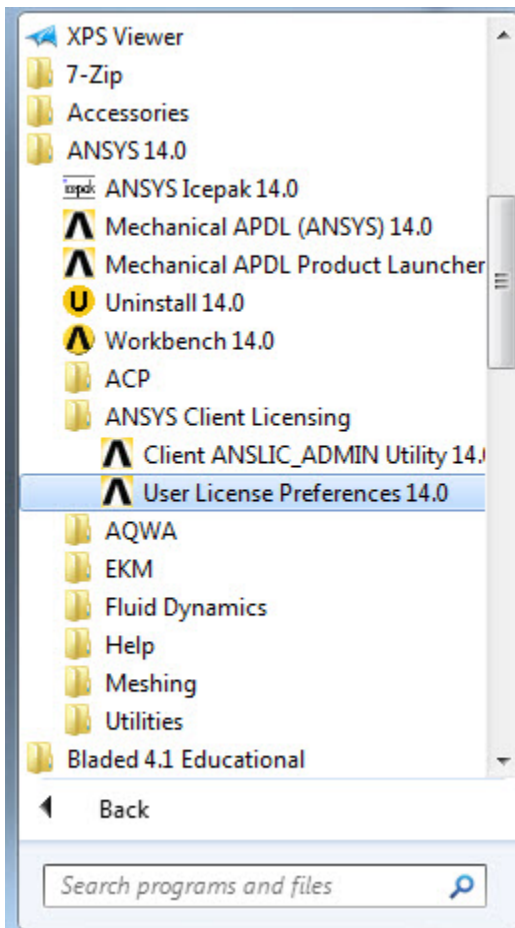 XPS Viewer
7-Zip
Accessories
ANSYS 14.0
icepak ANSYS Icepak 14.0
Mechanical APDL (ANSYS) 14.0
Mechanical APDL Product Launcher
U Uninstall 14.0
Workbench 14.0
ACP
ANSYS Client Licensing
Client ANSLIC_ADMIN Utility 14.
User License Preferences 14.0
AQWA
EKM
Fluid Dynamics
Help
Meshing
Utilities
Bladed 4.1 Educational
Back
Search programs and files